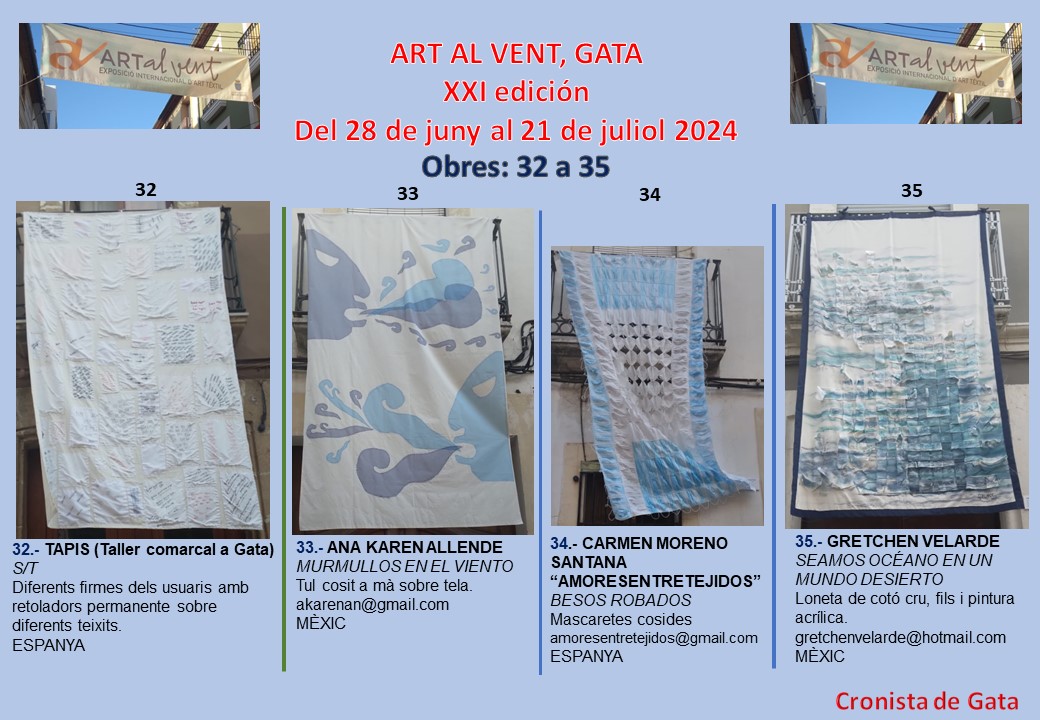 ARTal vent
EXPOSICIÓ INTERNACIONAL D'ART TÈXTIL
ARTal vent
EXPOSICIÓ INTERNACIONAL D'ART TÈXTIL
ART AL VENT, GATA
XXI edición
Del 28 de juny al 21 de juliol 2024
Obres: 32 a 35
32
33
34
35
32.- TAPIS (Taller comarcal a Gata)
S/T
Diferents firmes dels usuaris amb
retoladors permanente sobre
diferents teixits.
ESPANYA
33.- ANA KAREN ALLENDE
MURMULLOS EN EL VIENTO
Tul cosit a mà sobre tela.
akarenan@gmail.com
MÈXIC
34.- CARMEN MORENO
SANTANA
“AMORESENTRETEJIDOS”
BESOS ROBADOS
Mascaretes cosides
amoresentretejidos@gmail.com
ESPANYA
35.- GRETCHEN VELARDE
SEAMOS OCÉANO EN UN
MUNDO DESIERTO
Loneta de cotó cru, fils i pintura
acrílica.
gretchenvelarde@hotmail.com
MÈXIC
Cronista de Gata